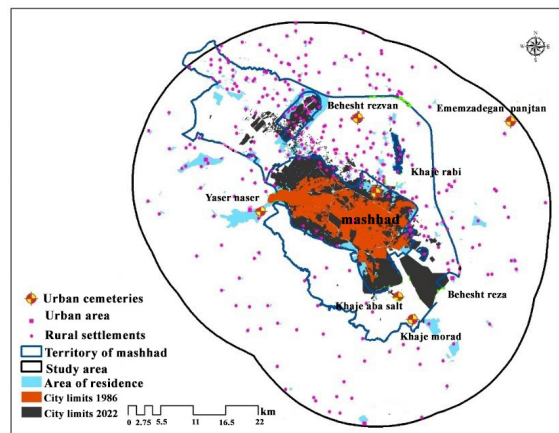 Behesht rezvan
Ememzadegan panjtan
Khaje rabi
Yaser naser
mashhad
Behesht reza
Khaje aba salt
Khaje morad
Urban cemeteries
Urban area
Rural settlements
Territory of mashhad
Study area
Area of residence
City limits 1986
City limits 2022
km
0 2.75 5.5 11 16.5 22